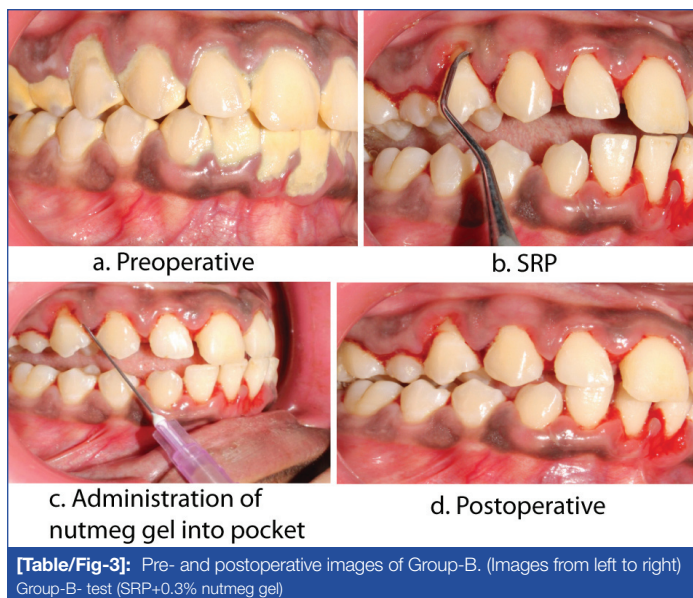 a. Preoperative
b. SRP
c. Administration of
nutmeg gel into pocket
d. Postoperative
[Table/Fig-3]: Pre- and postoperative images of Group-B. (Images from left to right)
Group-B- test (SRP+0.3% nutmeg gel)